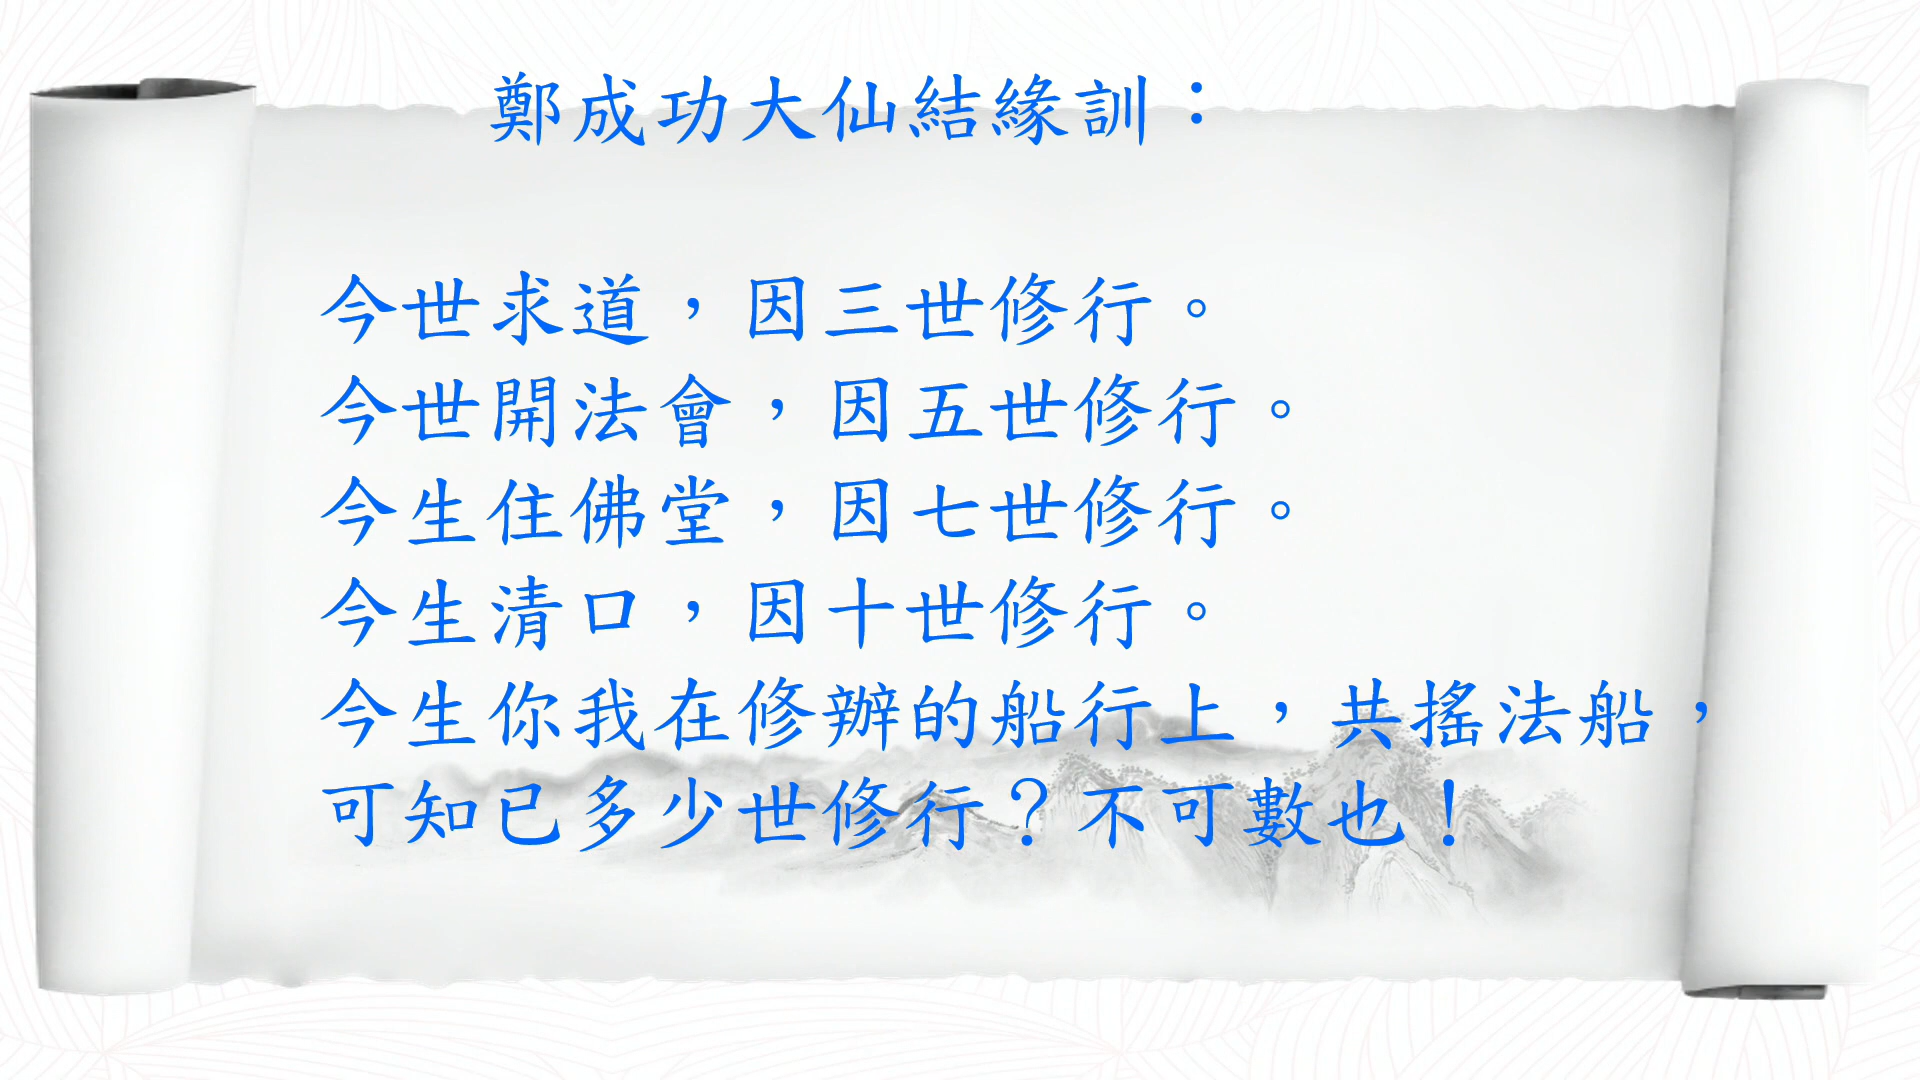 鄭成功大仙結緣訓：
今世求道，因三世修行。
今世開法會，因五世修行。
今生住佛堂，因七世修行。
今生清口，因十世修行。
今生你我在修辦的船行上，共搖法船，
可知已多少世修行？不可數也！